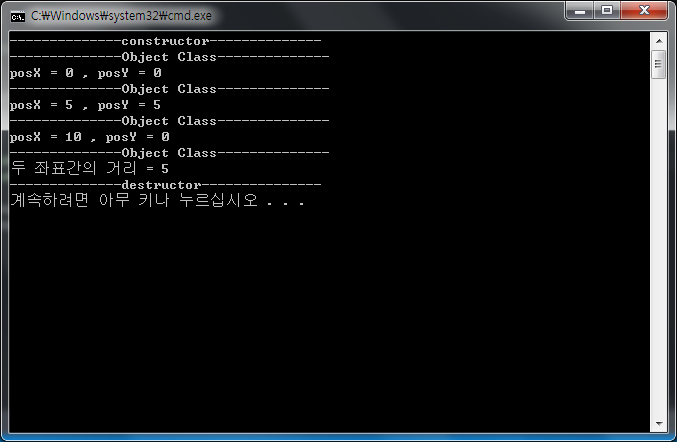 C:\Windows\system32\cmd.exe
--------------constructor--------------
--------------Object Class--------------
posX = 0 , posY = 0
--------------Object Class--------------
posX = 5 , posY = 5
--------------Object Class--------------
posX = 10 , posY = 0
--------------Object Class--------------
두 좌표간의 거리 = 5
--------------destructor---------------
계속하려면 아무 키나 누르십시오 . . .